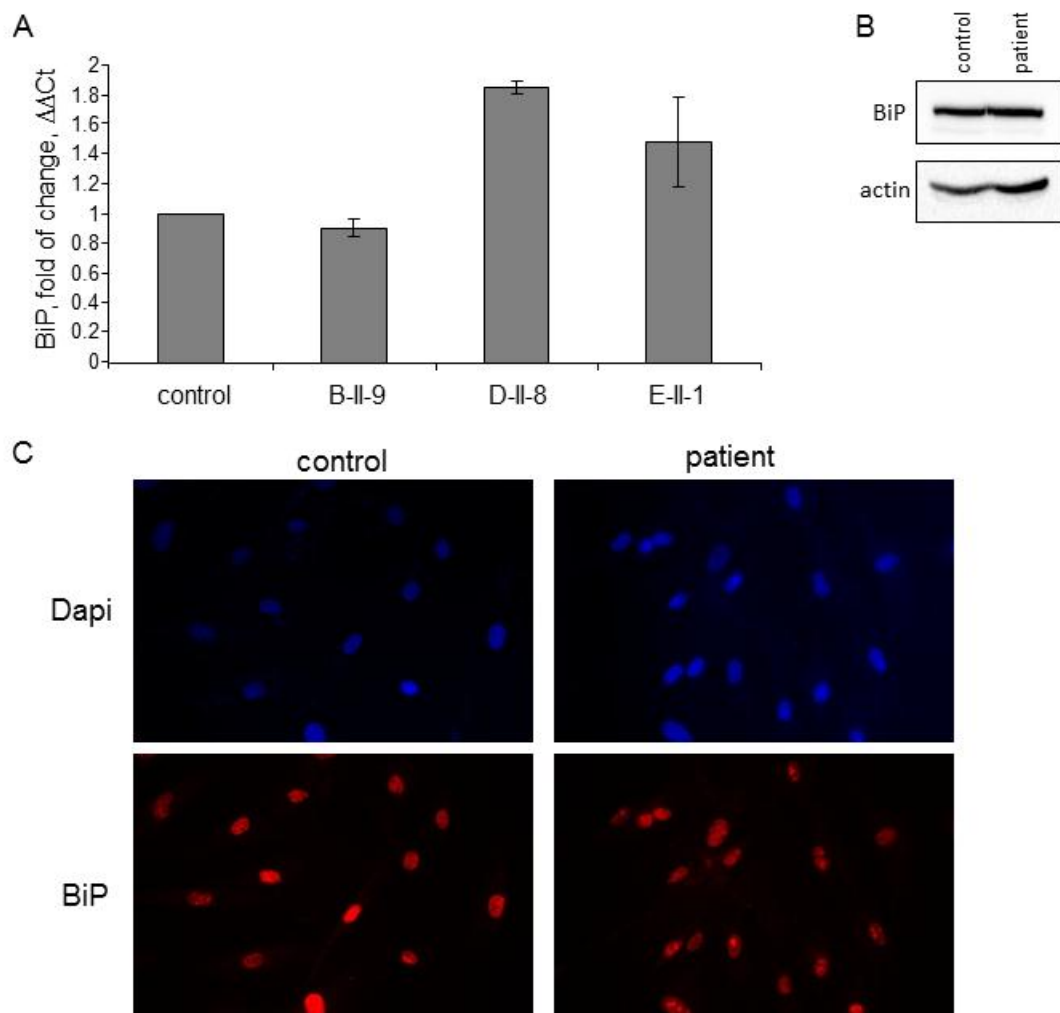 A
BiP, fold of change, ΔΔCt
2
1.8
1.6
1.4
1.2
1
0.8
0.6
0.4
0.2
0
control
B-II-9
D-II-8
E-II-1
B
control
patient
BiP
actin
C
control
patient
Dapi
BiP